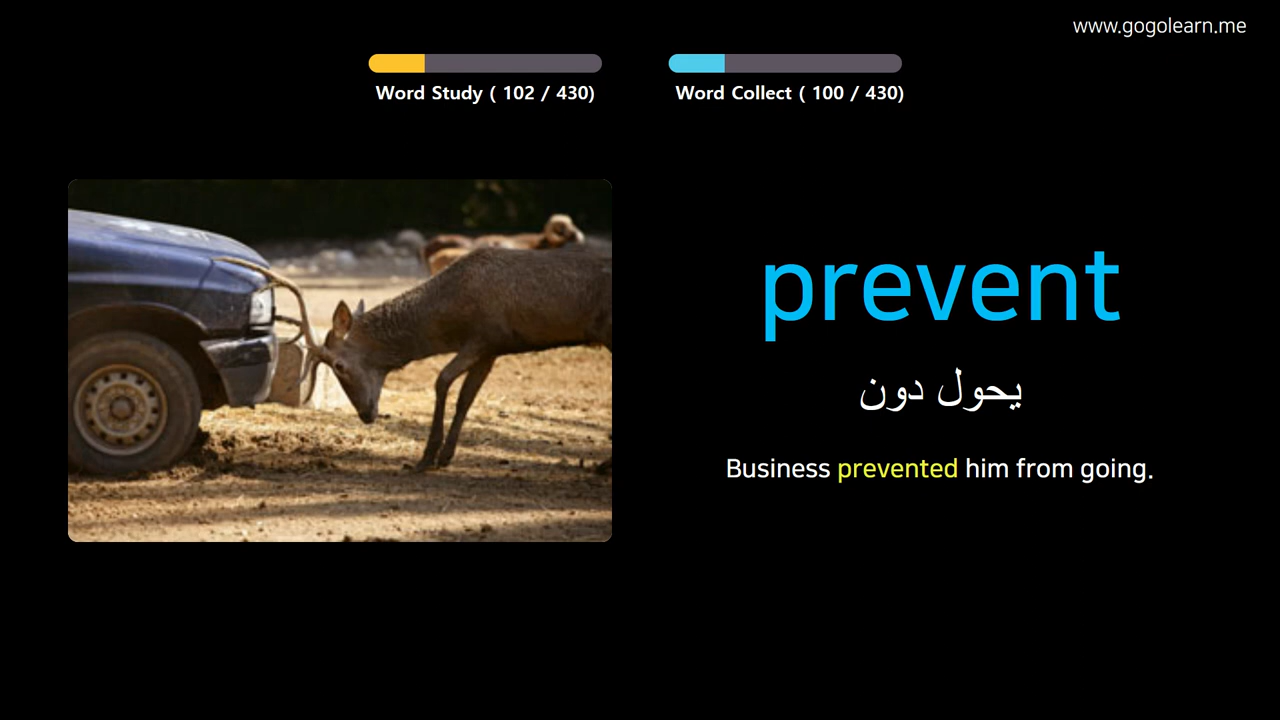 www.gogolearn.me
Word Study ( 102 / 430)
Word Collect ( 100 / 430)
prevent
يحول دون
Business prevented him from going.